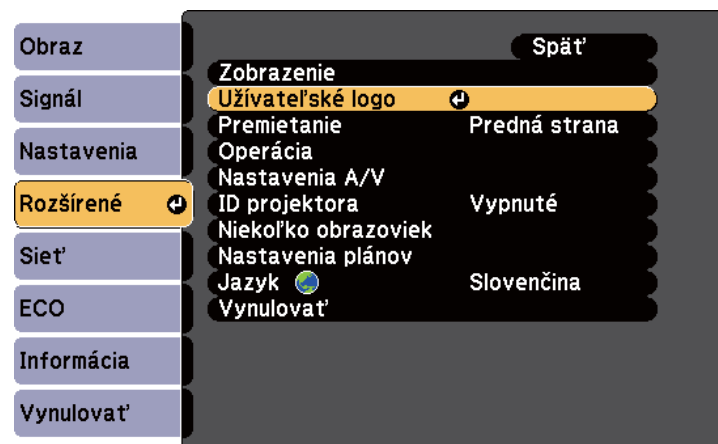 Obraz
Signál
Nastavenia
Rozšírené
Sieť
ECO
Informácia
Vynulovať
Späť
Zobrazenie
Užívateľské logo
Premietanie Predná strana
Operácia
Nastavenia A/V
ID projektora Vypnuté
Niekoľko obrazoviek
Nastavenia plánov
Jazyk Slovenčina
Vynulovať